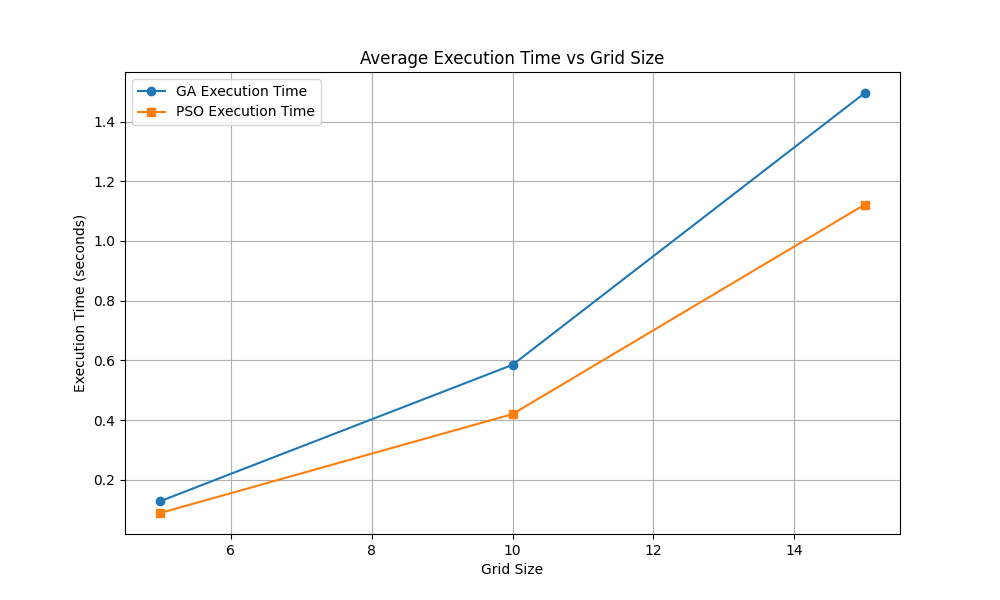 Average Execution Time vs Grid Size
GA Execution Time
PSO Execution Time
Execution Time (seconds)
1.4
1.2
1.0
0.8
0.6
0.4
0.2
6 8 10 12 14
Grid Size